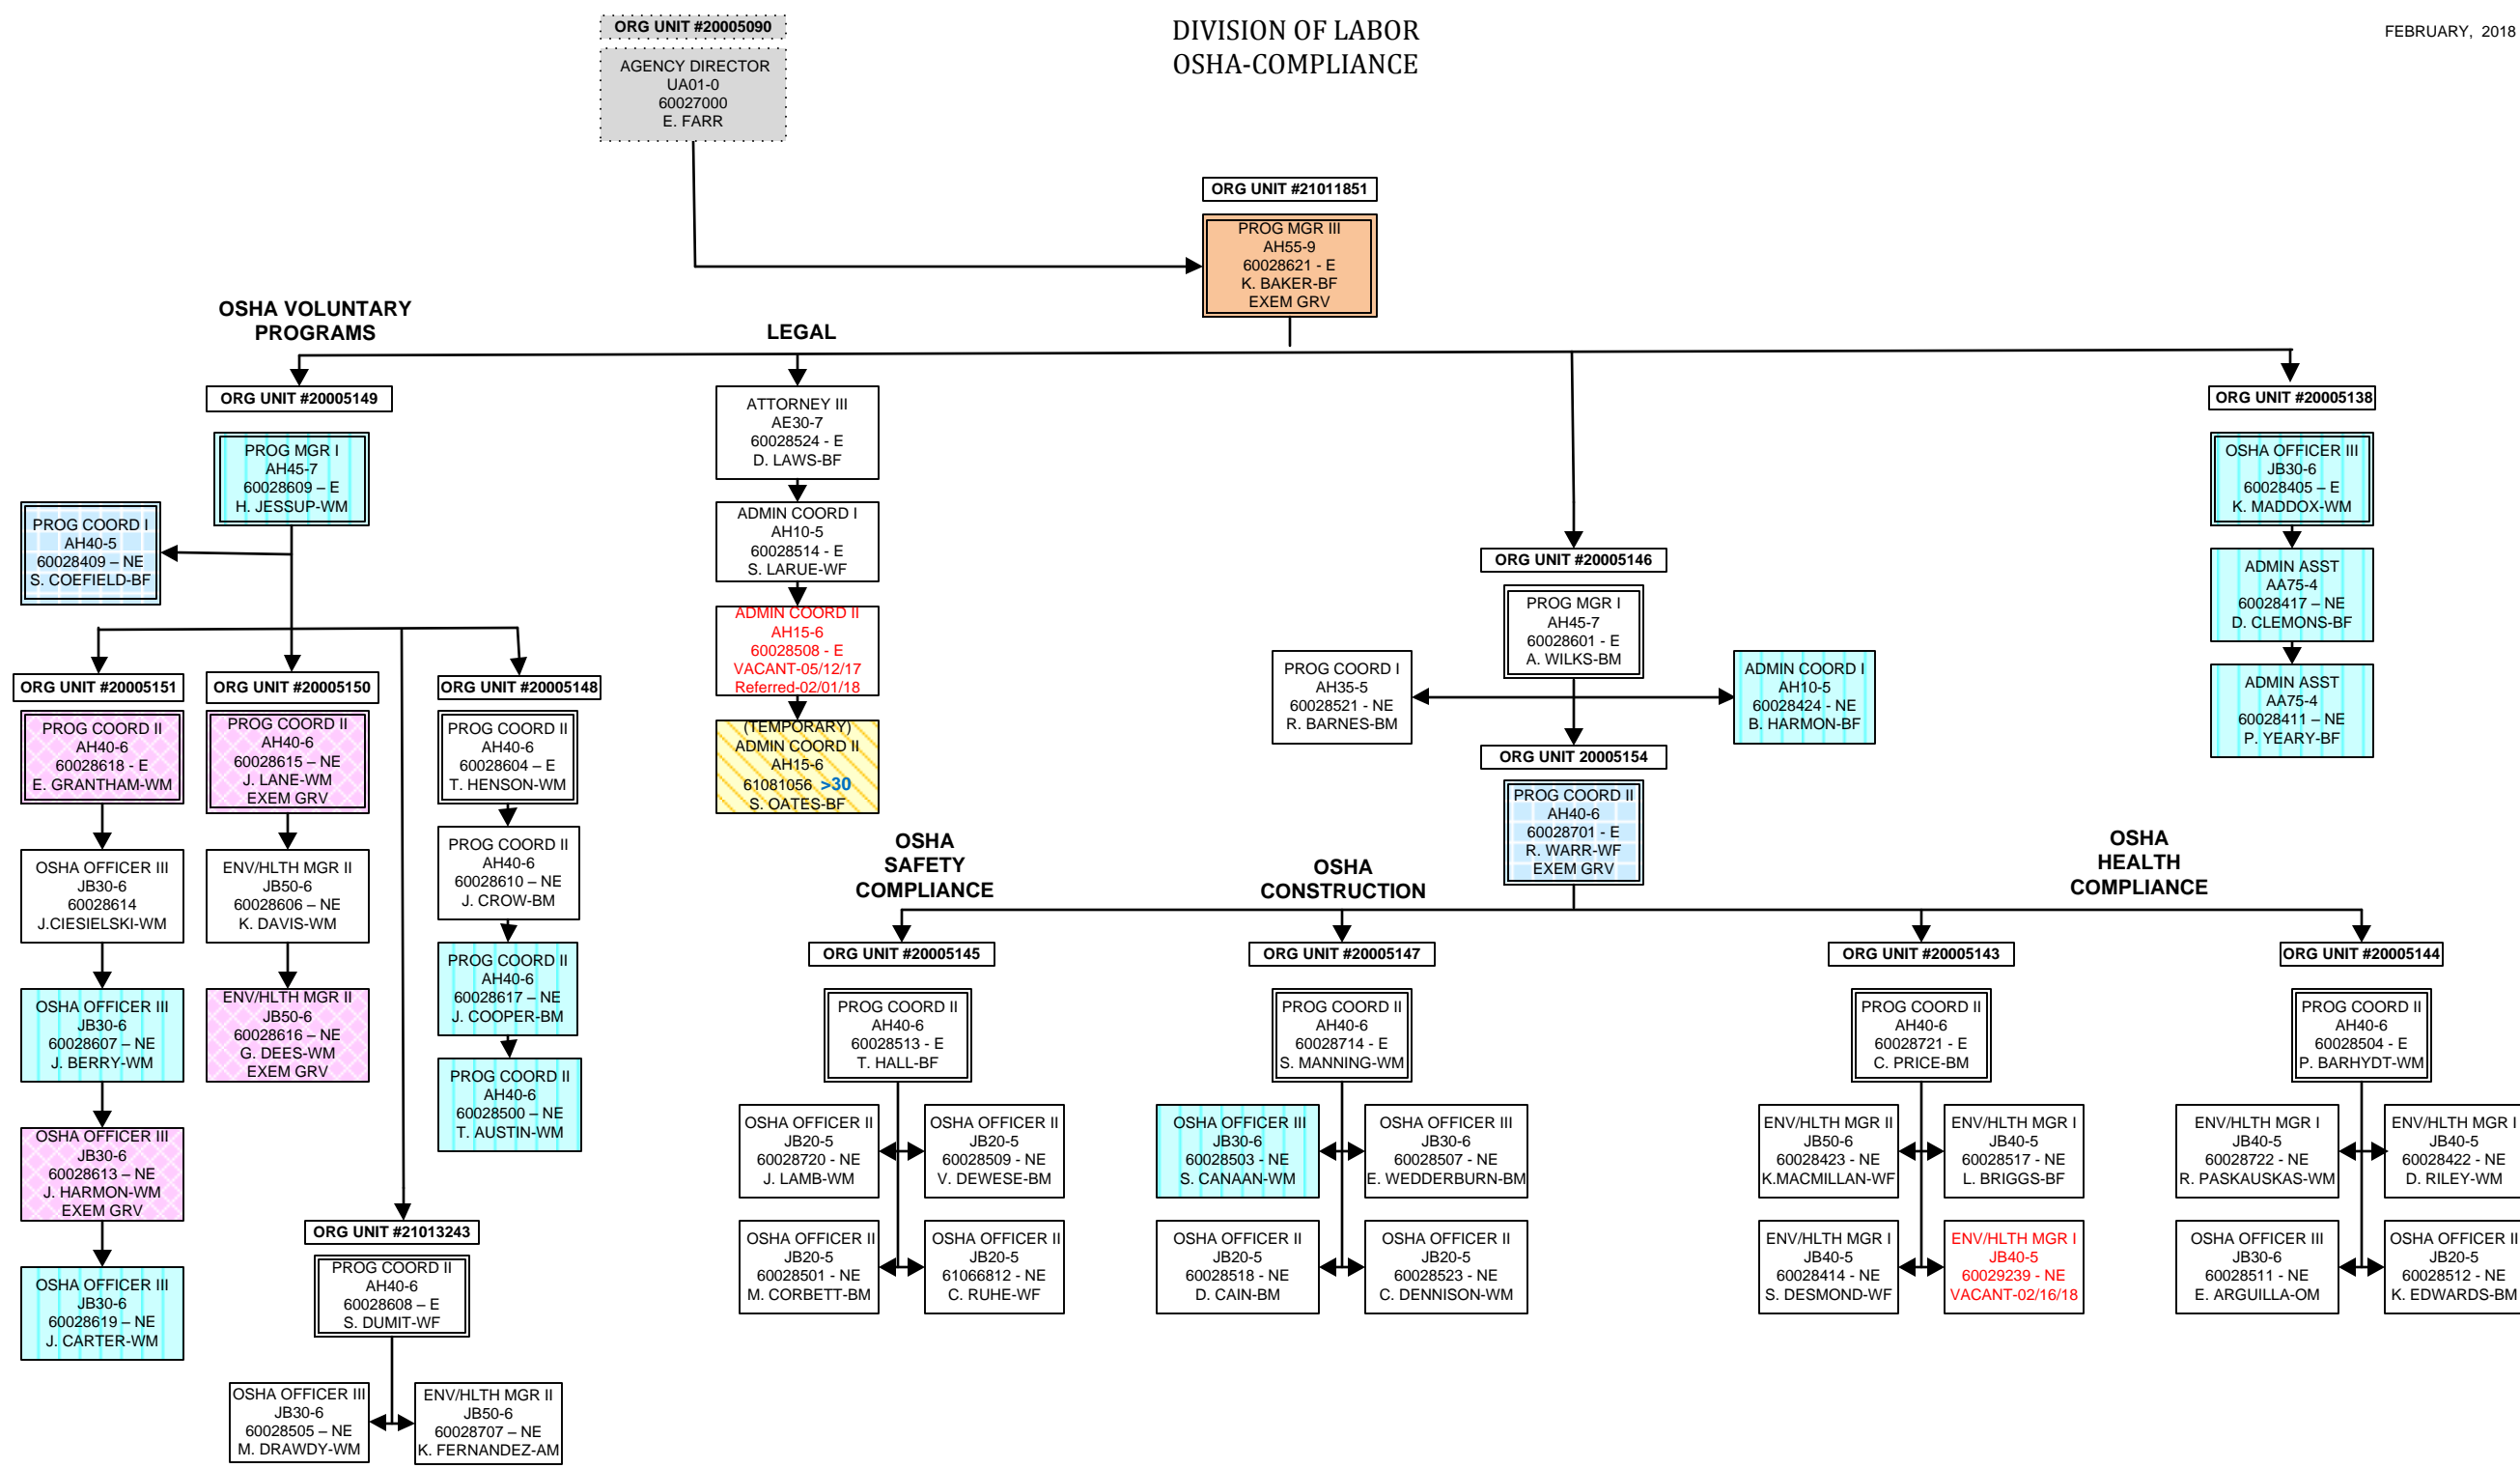 DIVISION OF LABOR
OSHA-COMPLIANCE
FEBRUARY, 2018
ORG UNIT #20005090
AGENCY DIRECTOR
UA01-0
60027000
E. FARR
ORG UNIT #21011851
PROG MGR III
AH55-9
60028621 - E
K. BAKER-BF
EXEM GRV
OSHA VOLUNTARY
PROGRAMS
ORG UNIT #20005149
PROG MGR I
AH45-7
60028609 – E
H. JESSUP-WM
PROG COORD I
AH40-5
60028409 – NE
S. COEFIELD-BF
ORG UNIT #20005151
PROG COORD II
AH40-6
60028618 - E
E. GRANTHAM-WM
OSHA OFFICER III
JB30-6
60028614
J.CIESIELSKI-WM
OSHA OFFICER III
JB30-6
60028607 – NE
J. BERRY-WM
OSHA OFFICER III
JB30-6
60028613 – NE
J. HARMON-WM
EXEM GRV
OSHA OFFICER III
JB30-6
60028619 – NE
J. CARTER-WM
ORG UNIT #20005150
PROG COORD II
AH40-6
60028615 – NE
J. LANE-WM
EXEM GRV
ENV/HLTH MGR II
JB50-6
60028606 – NE
K. DAVIS-WM
ENV/HLTH MGR II
JB50-6
60028616 – NE
G. DEES-WM
EXEM GRV
ORG UNIT #20005148
PROG COORD II
AH40-6
60028604 – E
T. HENSON-WM
PROG COORD II
AH40-6
60028610 – NE
J. CROW-BM
PROG COORD II
AH40-6
60028617 – NE
J. COOPER-BM
PROG COORD II
AH40-6
60028500 – NE
T. AUSTIN-WM
ORG UNIT #21013243
PROG COORD II
AH40-6
60028608 – E
S. DUMIT-WF
OSHA OFFICER III
JB30-6
60028505 – NE
M. DRAWDY-WM
ENV/HLTH MGR II
JB50-6
60028707 – NE
K. FERNANDEZ-AM
LEGAL
ATTORNEY III
AE30-7
60028524 - E
D. LAWS-BF
ADMIN COORD I
AH10-5
60028514 - E
S. LARUE-WF
ADMIN COORD II
AH15-6
60028508 - E
VACANT-05/12/17
Referred-02/01/18
(TEMPORARY)
ADMIN COORD II
AH15-6
61081056 >30
S. OATES-BF
ORG UNIT #20005146
PROG MGR I
AH45-7
60028601 - E
A. WILKS-BM
PROG COORD I
AH35-5
60028521 - NE
R. BARNES-BM
ADMIN COORD I
AH10-5
60028424 - NE
B. HARMON-BF
ORG UNIT 20005154
PROG COORD II
AH40-6
60028701 - E
R. WARR-WF
EXEM GRV
ORG UNIT #20005138
OSHA OFFICER III
JB30-6
60028405 – E
K. MADDOX-WM
ADMIN ASST
AA75-4
60028417 – NE
D. CLEMONS-BF
ADMIN ASST
AA75-4
60028411 – NE
P. YEARY-BF
OSHA
SAFETY
COMPLIANCE
ORG UNIT #20005145
PROG COORD II
AH40-6
60028513 - E
T. HALL-BF
OSHA OFFICER II
JB20-5
60028720 - NE
J. LAMB-WM
OSHA OFFICER II
JB20-5
60028509 - NE
V. DEWESE-BM
OSHA OFFICER II
JB20-5
60028501 - NE
M. CORBETT-BM
OSHA OFFICER II
JB20-5
61066812 - NE
C. RUHE-WF
OSHA
CONSTRUCTION
ORG UNIT #20005147
PROG COORD II
AH40-6
60028714 - E
S. MANNING-WM
OSHA OFFICER III
JB30-6
60028503 - NE
S. CANAAN-WM
OSHA OFFICER III
JB30-6
60028507 - NE
E. WEDDERBURN-BM
OSHA OFFICER II
JB20-5
60028518 - NE
D. CAIN-BM
OSHA OFFICER II
JB20-5
60028523 - NE
C. DENNISON-WM
OSHA
HEALTH
COMPLIANCE
ORG UNIT #20005143
PROG COORD II
AH40-6
60028721 - E
C. PRICE-BM
ENV/HLTH MGR II
JB50-6
60028423 - NE
K.MACMILLAN-WF
ENV/HLTH MGR I
JB40-5
60028517 - NE
L. BRIGGS-BF
ENV/HLTH MGR I
JB40-5
60028414 - NE
S. DESMOND-WF
ENV/HLTH MGR I
JB40-5
60029239 - NE
VACANT-02/16/18
ORG UNIT #20005144
PROG COORD II
AH40-6
60028504 - E
P. BARHYDT-WM
ENV/HLTH MGR I
JB40-5
60028722 - NE
R. PASKAUSKAS-WM
ENV/HLTH MGR I
JB40-5
60028422 - NE
D. RILEY-WM
OSHA OFFICER III
JB30-6
60028511 - NE
E. ARGUILLA-OM
OSHA OFFICER II
JB20-5
60028512 - NE
K. EDWARDS-BM